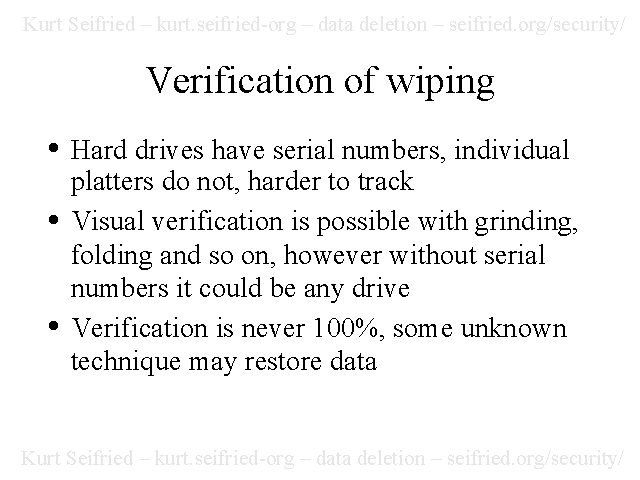 Kurt Seifried – kurt.seifried-org – data deletion – seifried.org/security/
Verification of wiping
• Hard drives have serial numbers, individual
platters do not, harder to track
• Visual verification is possible with grinding,
folding and so on, however without serial
numbers it could be any drive
• Verification is never 100%, some unknown
technique may restore data
Kurt Seifried – kurt.seifried-org – data deletion – seifried.org/security/